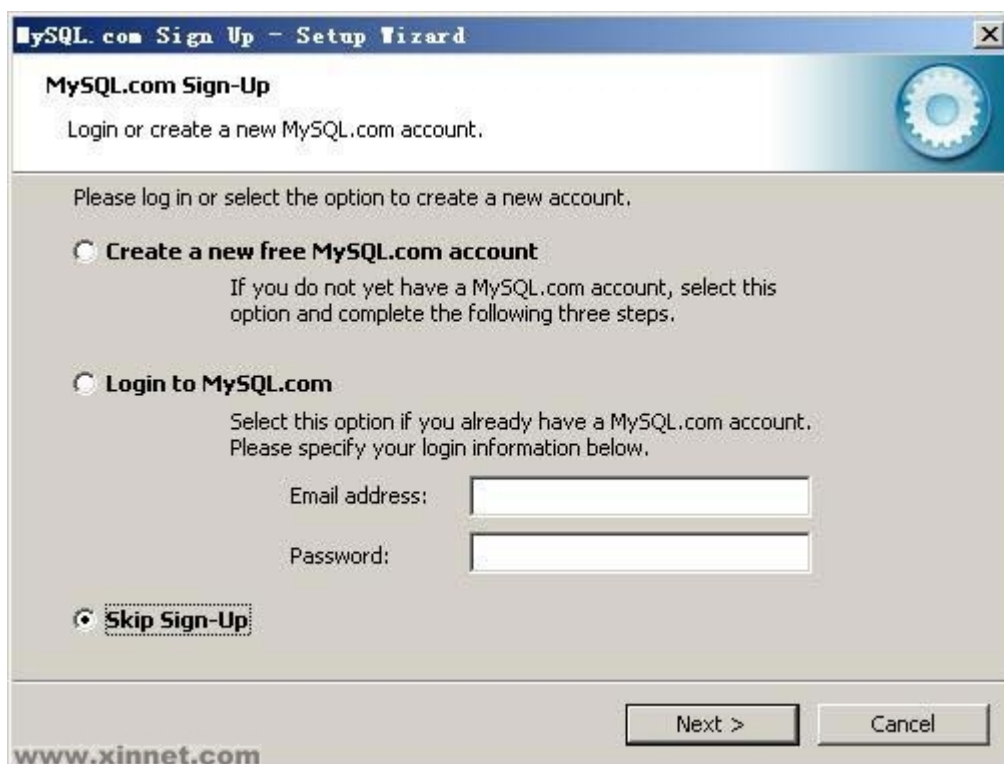 MySQL.com Sign Up - Setup Wizard
MySQL.com Sign-Up
Login or create a new MySQL.com account.
Please log in or select the option to create a new account.
Create a new free MySQL.com account
If you do not yet have a MySQL.com account, select this
option and complete the following three steps.
Login to MySQL.com
Select this option if you already have a MySQL.com account.
Please specify your login information below.
Email address:
Password:
Skip Sign-Up
Next >
Cancel
www.xinnet.com